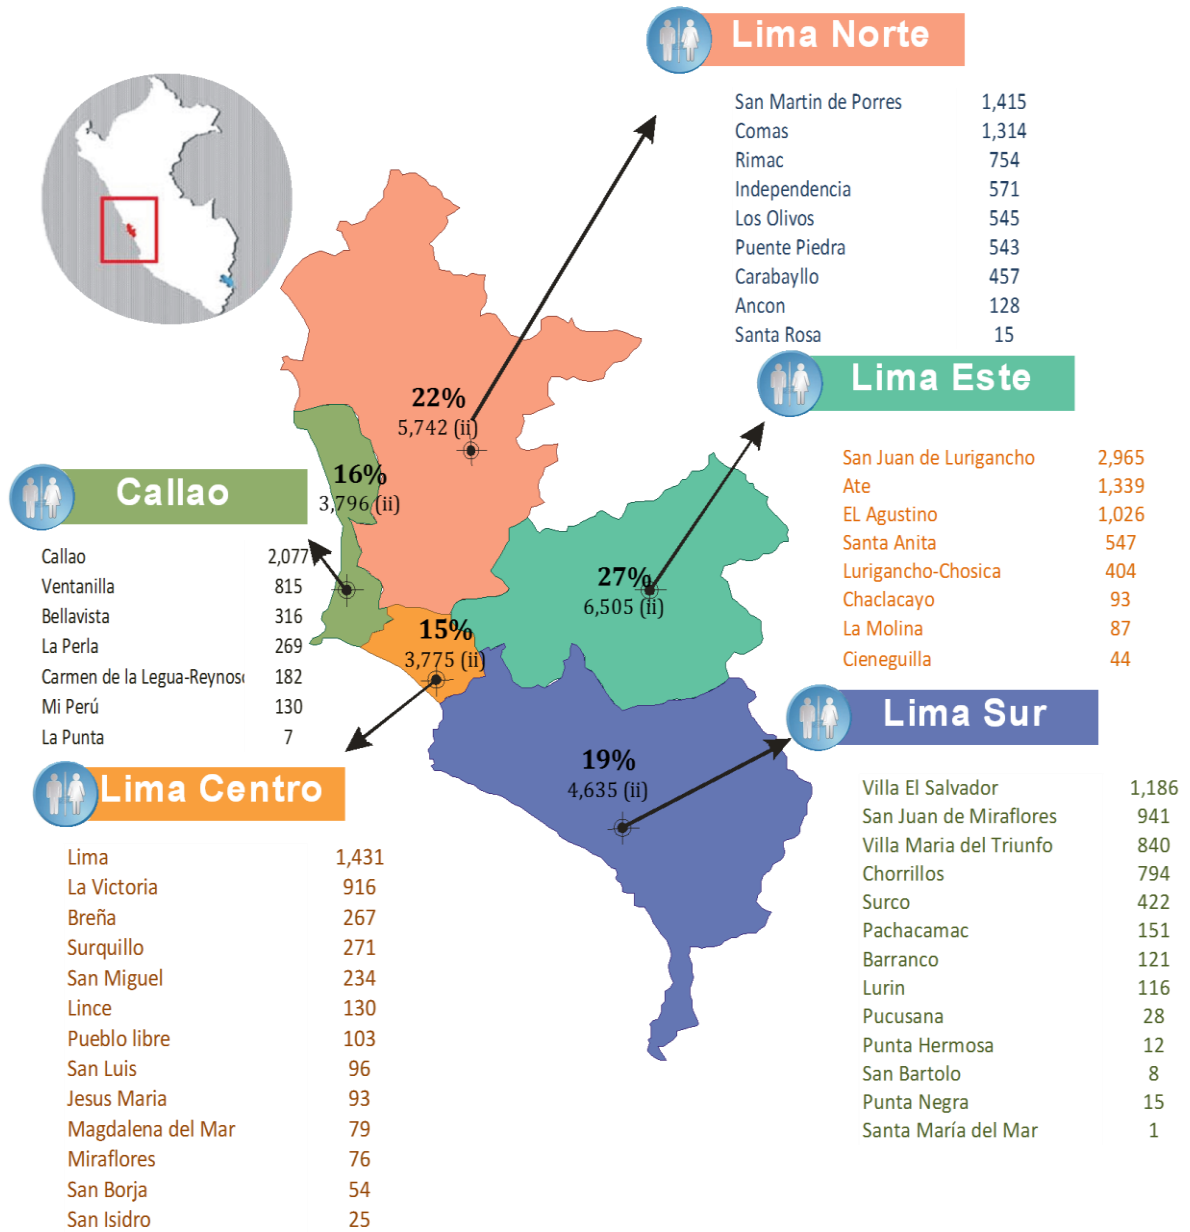 Lima Norte
San Martin de Porres 1,415
Comas 1,314
Rimac 754
Independencia 571
Los Olivos 545
Puente Piedra 543
Carabayllo 457
Ancon 128
Santa Rosa 15
22%
5,742 (ii)
Lima Este
San Juan de Lurigancho 2,965
Ate 1,339
EL Agustino 1,026
Santa Anita 547
Lurigancho-Chosica 404
Chaclacayo 93
La Molina 87
Cieneguilla 44
27%
6,505 (ii)
16%
3,796 (ii)
Callao
Callao 2,077
Ventanilla 815
Bellavista 316
La Perla 269
Carmen de la Legua-Reynoso 182
Mi Perú 130
La Punta 7
15%
3,775 (ii)
Lima Centro
Lima 1,431
La Victoria 916
Breña 267
Surquillo 271
San Miguel 234
Lince 130
Pueblo libre 103
San Luis 96
Jesus Maria 93
Magdalena del Mar 79
Miraflores 76
San Borja 54
San Isidro 25
19%
4,635 (ii)
Lima Sur
Villa El Salvador 1,186
San Juan de Miraflores 941
Villa Maria del Triunfo 840
Chorrillos 794
Surco 422
Pachacamac 151
Barranco 121
Lurin 116
Pucusana 28
Punta Hermosa 12
San Bartolo 8
Punta Negra 15
Santa María del Mar 1